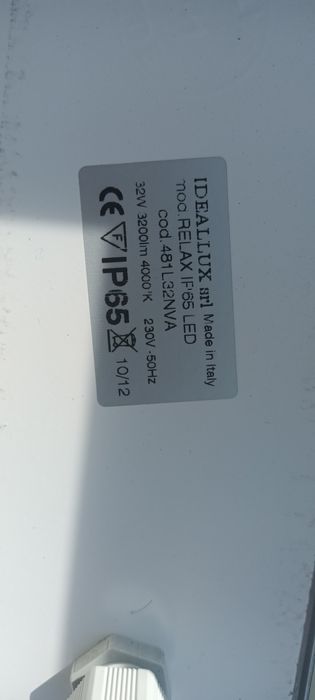 IDEALLUX srl Made in Italy
mod.RELAX IP65 LED
cod.481L32NVA
32W 3200lm 4000°K 230V-50Hz
CE F IP65 10/12